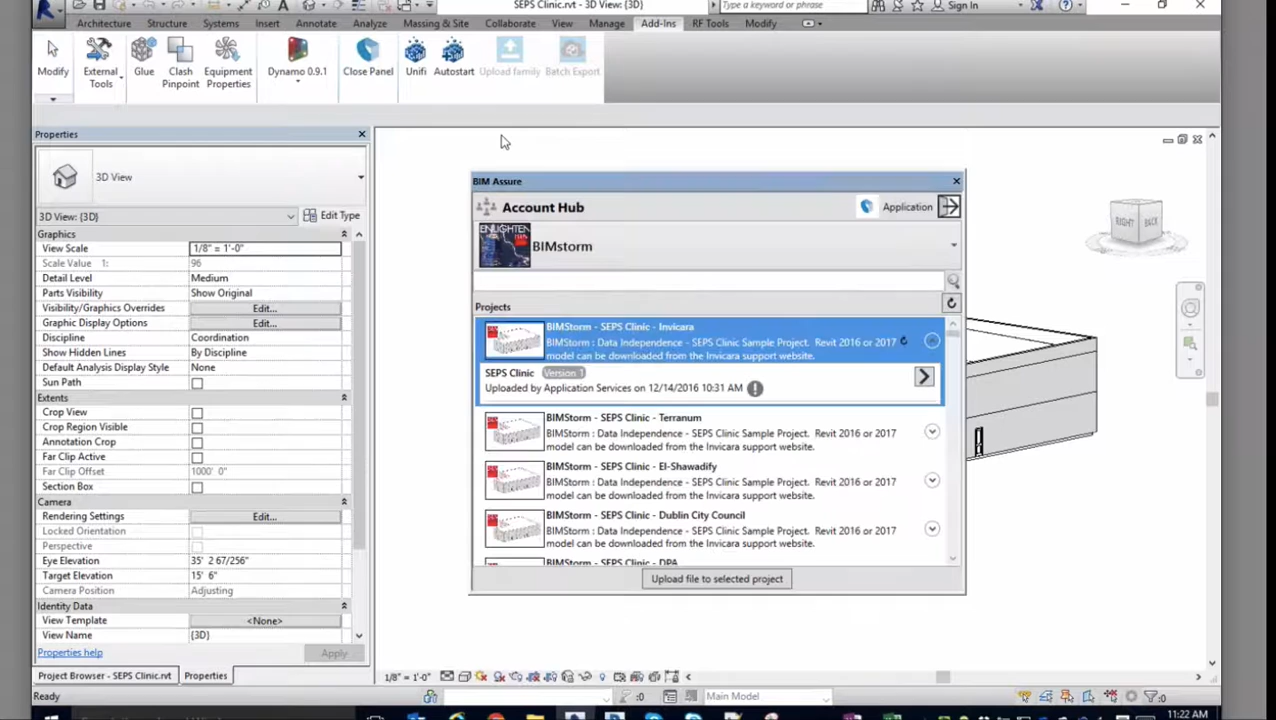 SEPS Clinic.rvt - 3D View: {3D}
Type a keyword or phrase
Sign In
Architecture Structure Systems Insert Annotate Analyze Massing & Site Collaborate View Manage Add-Ins RF Tools Modify
Modify
External
Tools
Glue
Clash
Pinpoint
Equipment
Properties
Dynamo 0.9.1
Close Panel
Unifi
Autostart
Upload family
Batch Export
Properties
3D View
3D View: {3D}
Edit Type
Graphics
View Scale 1/8" = 1'-0"
Scale Value 1: 96
Detail Level Medium
Parts Visibility Show Original
Visibility/Graphics Overrides Edit...
Graphic Display Options Edit...
Discipline Coordination
Show Hidden Lines By Discipline
Default Analysis Display Style None
Sun Path
Extents
Crop View
Crop Region Visible
Annotation Crop
Far Clip Active
Far Clip Offset 1000' 0"
Section Box
Camera
Rendering Settings Edit...
Locked Orientation
Perspective
Eye Elevation 35' 2 67/256"
Target Elevation 15' 6"
Camera Position Adjusting
Identity Data
View Template <None>
View Name {3D}
Properties help
Apply
Project Browser - SEPS Clinic.rvt
Properties
BIM Assure
Account Hub
Application
ENLIGHTEN
BIMstorm
Projects
BIMStorm - SEPS Clinic - Invicara
BIMStorm : Data Independence - SEPS Clinic Sample Project. Revit 2016 or 2017
model can be downloaded from the Invicara support website.
SEPS Clinic Version 1
Uploaded by Application Services on 12/14/2016 10:31 AM
BIMStorm - SEPS Clinic - Terranum
BIMStorm : Data Independence - SEPS Clinic Sample Project. Revit 2016 or 2017
model can be downloaded from the Invicara support website.
BIMStorm - SEPS Clinic - El-Shawadify
BIMStorm : Data Independence - SEPS Clinic Sample Project. Revit 2016 or 2017
model can be downloaded from the Invicara support website.
BIMStorm - SEPS Clinic - Dublin City Council
BIMStorm : Data Independence - SEPS Clinic Sample Project. Revit 2016 or 2017
model can be downloaded from the Invicara support website.
BIMStorm - SEPS Clinic - DPA
Upload file to selected project
RIGHT
BACK
1/8" = 1'-0"
Ready
:0
Main Model
:0
11:22 AM